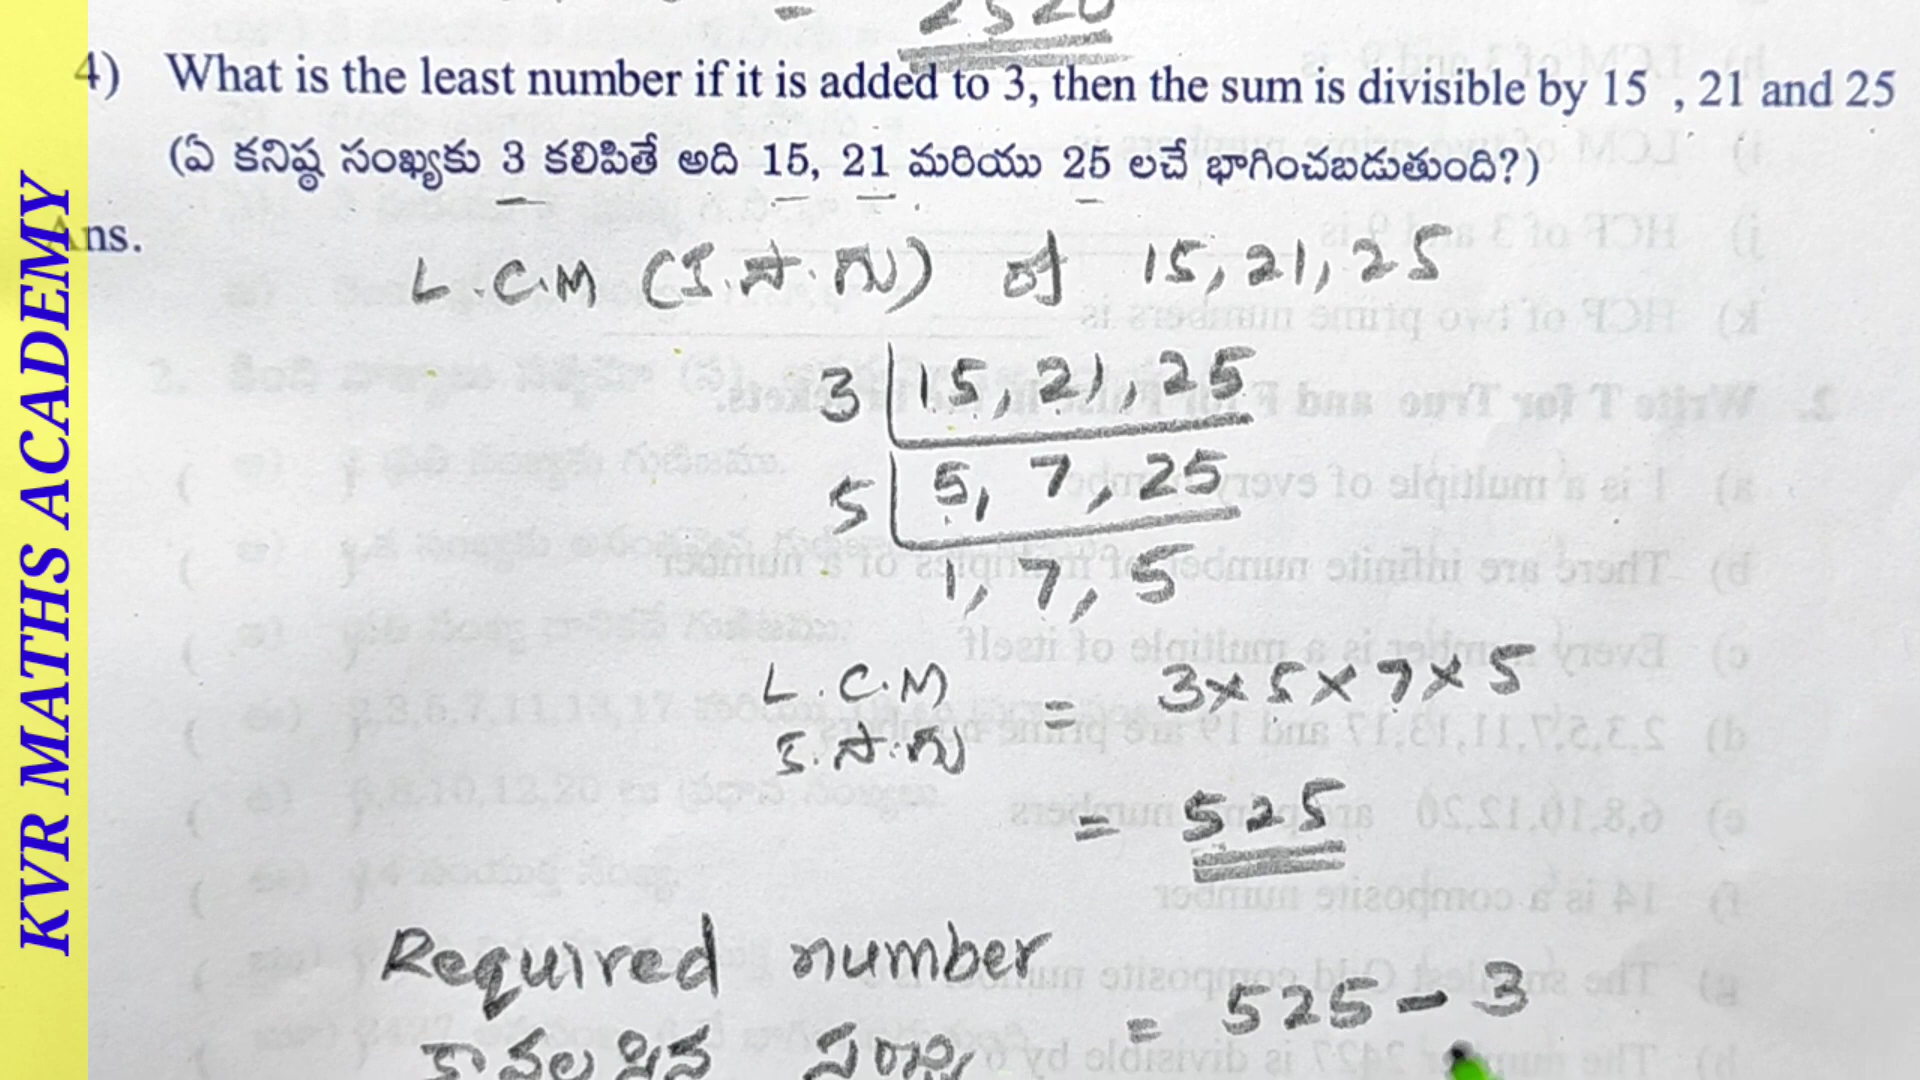 KVR MATHS ACADEMY
= 2520
4) What is the least number if it is added to 3, then the sum is divisible by 15 , 21 and 25
(ఏ కనిష్ఠ సంఖ్యకు 3 కలిపితే అది 15, 21 మరియు 25 లచే భాగించబడుతుంది?)
Ans.
L.C.M (క.సా.గు) of 15, 21, 25
3 | 15, 21, 25
5 | 5, 7, 25
1, 7, 5
L.C.M = 3×5×7×5
క.సా.గు
= 525
Required number = 525 - 3
కావలసిన సంఖ్య